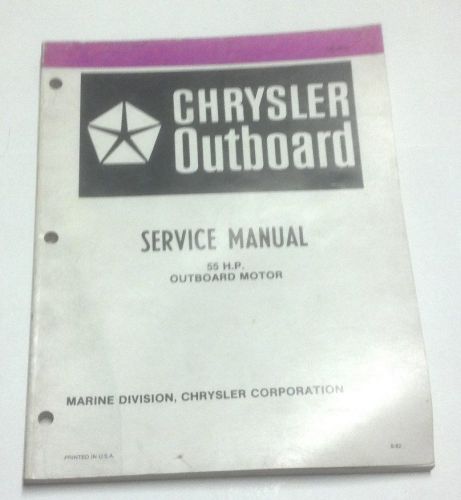 CHRYSLER
Outboard
SERVICE MANUAL
55 H.P.
OUTBOARD MOTOR
MARINE DIVISION, CHRYSLER CORPORATION
PRINTED IN U.S.A.